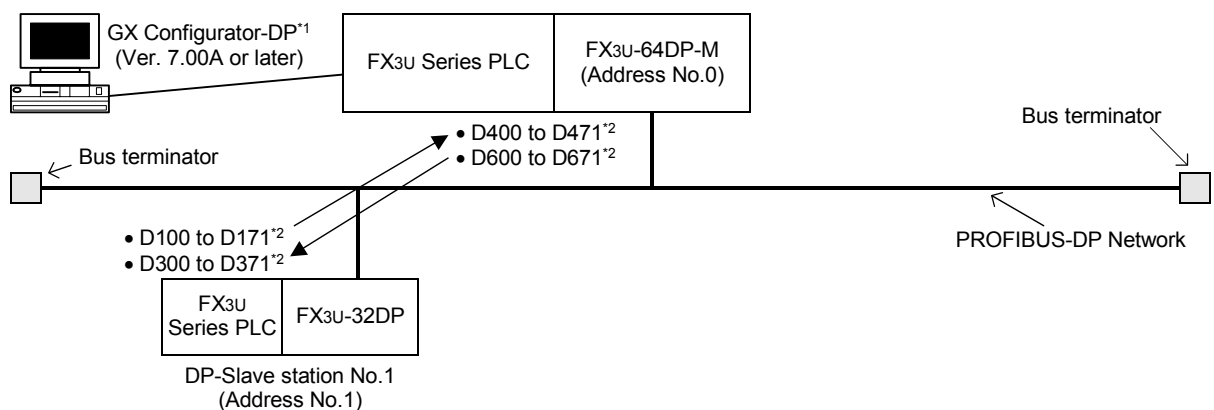 GX Configurator-DP*1
(Ver. 7.00A or later)
FX3U Series PLC
FX3U-64DP-M
(Address No.0)
• D400 to D471*2
• D600 to D671*2
Bus terminator
Bus terminator
• D100 to D171*2
• D300 to D371*2
PROFIBUS-DP Network
FX3U
Series PLC
FX3U-32DP
DP-Slave station No.1
(Address No.1)